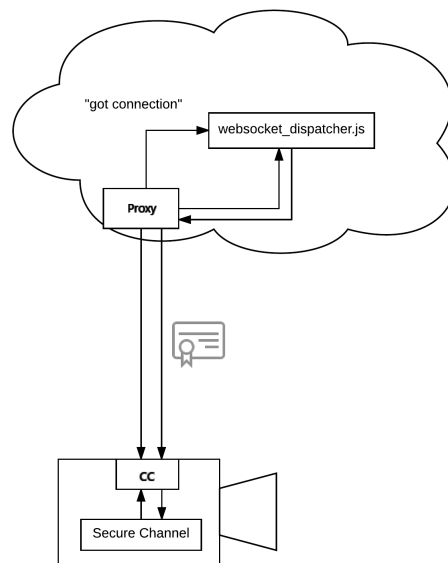 "got connection"
websocket_dispatcher.js
Proxy
CC
Secure Channel